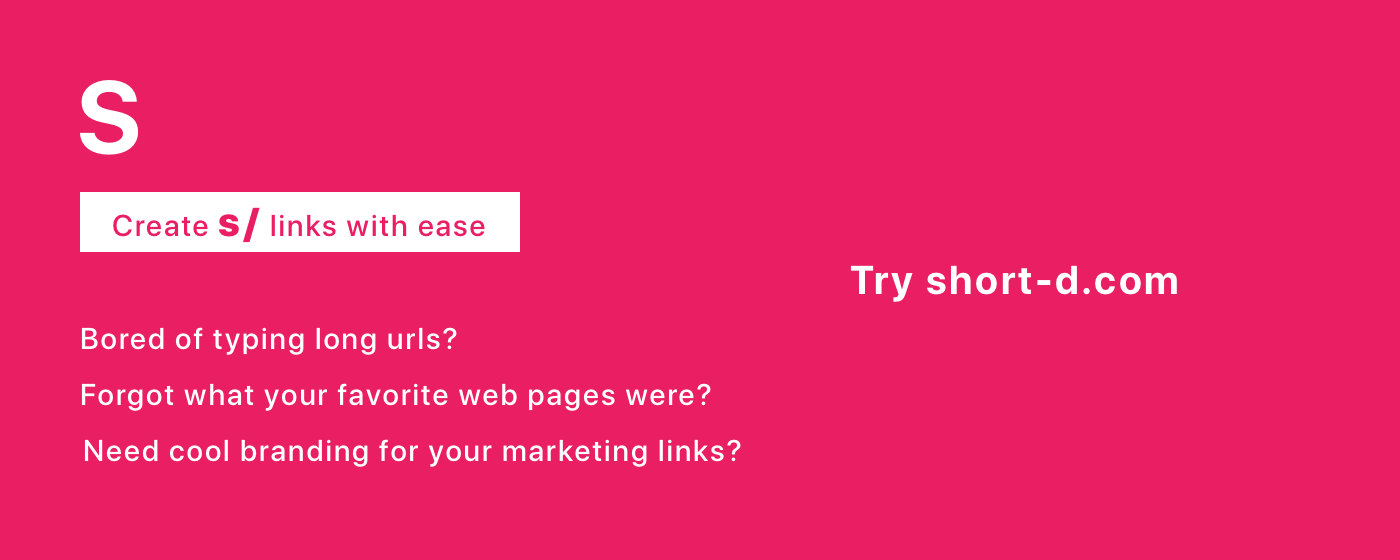 S
Create s/ links with ease
Bored of typing long urls?
Forgot what your favorite web pages were?
Need cool branding for your marketing links?
Try short-d.com